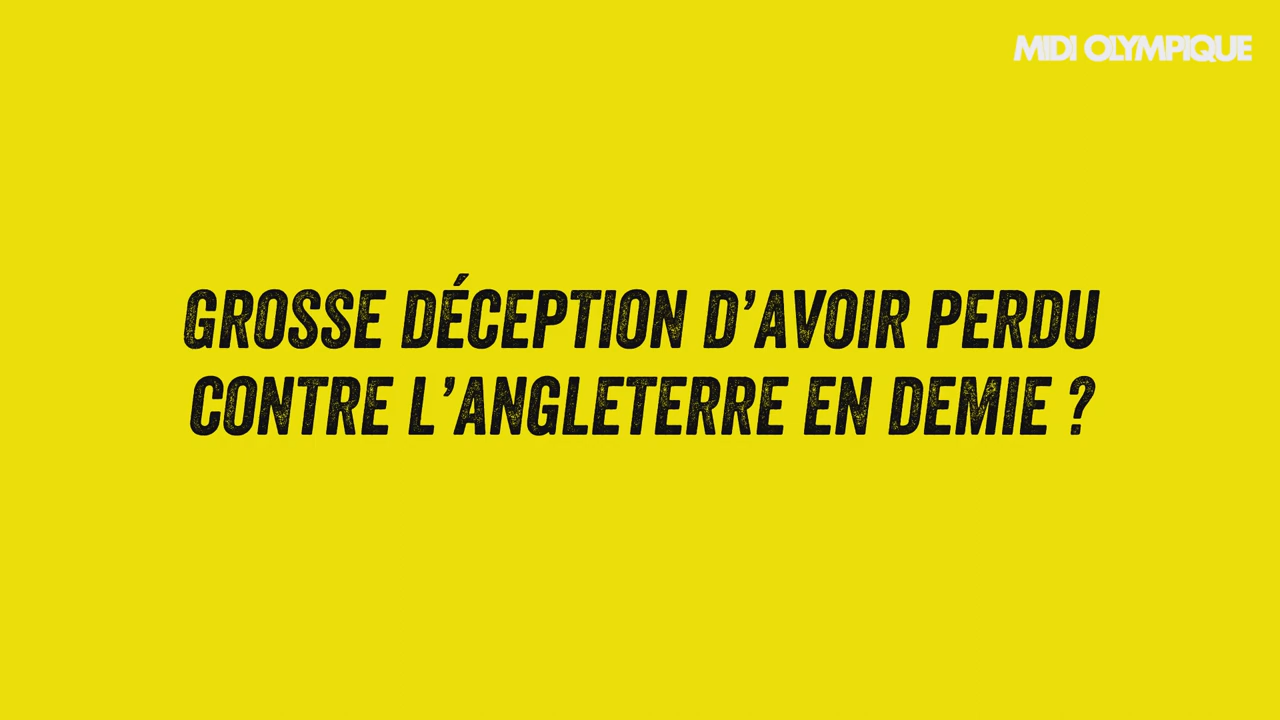 MIDI OLYMPIQUE
GROSSE DÉCEPTION D’AVOIR PERDU
CONTRE L’ANGLETERRE EN DEMIE ?